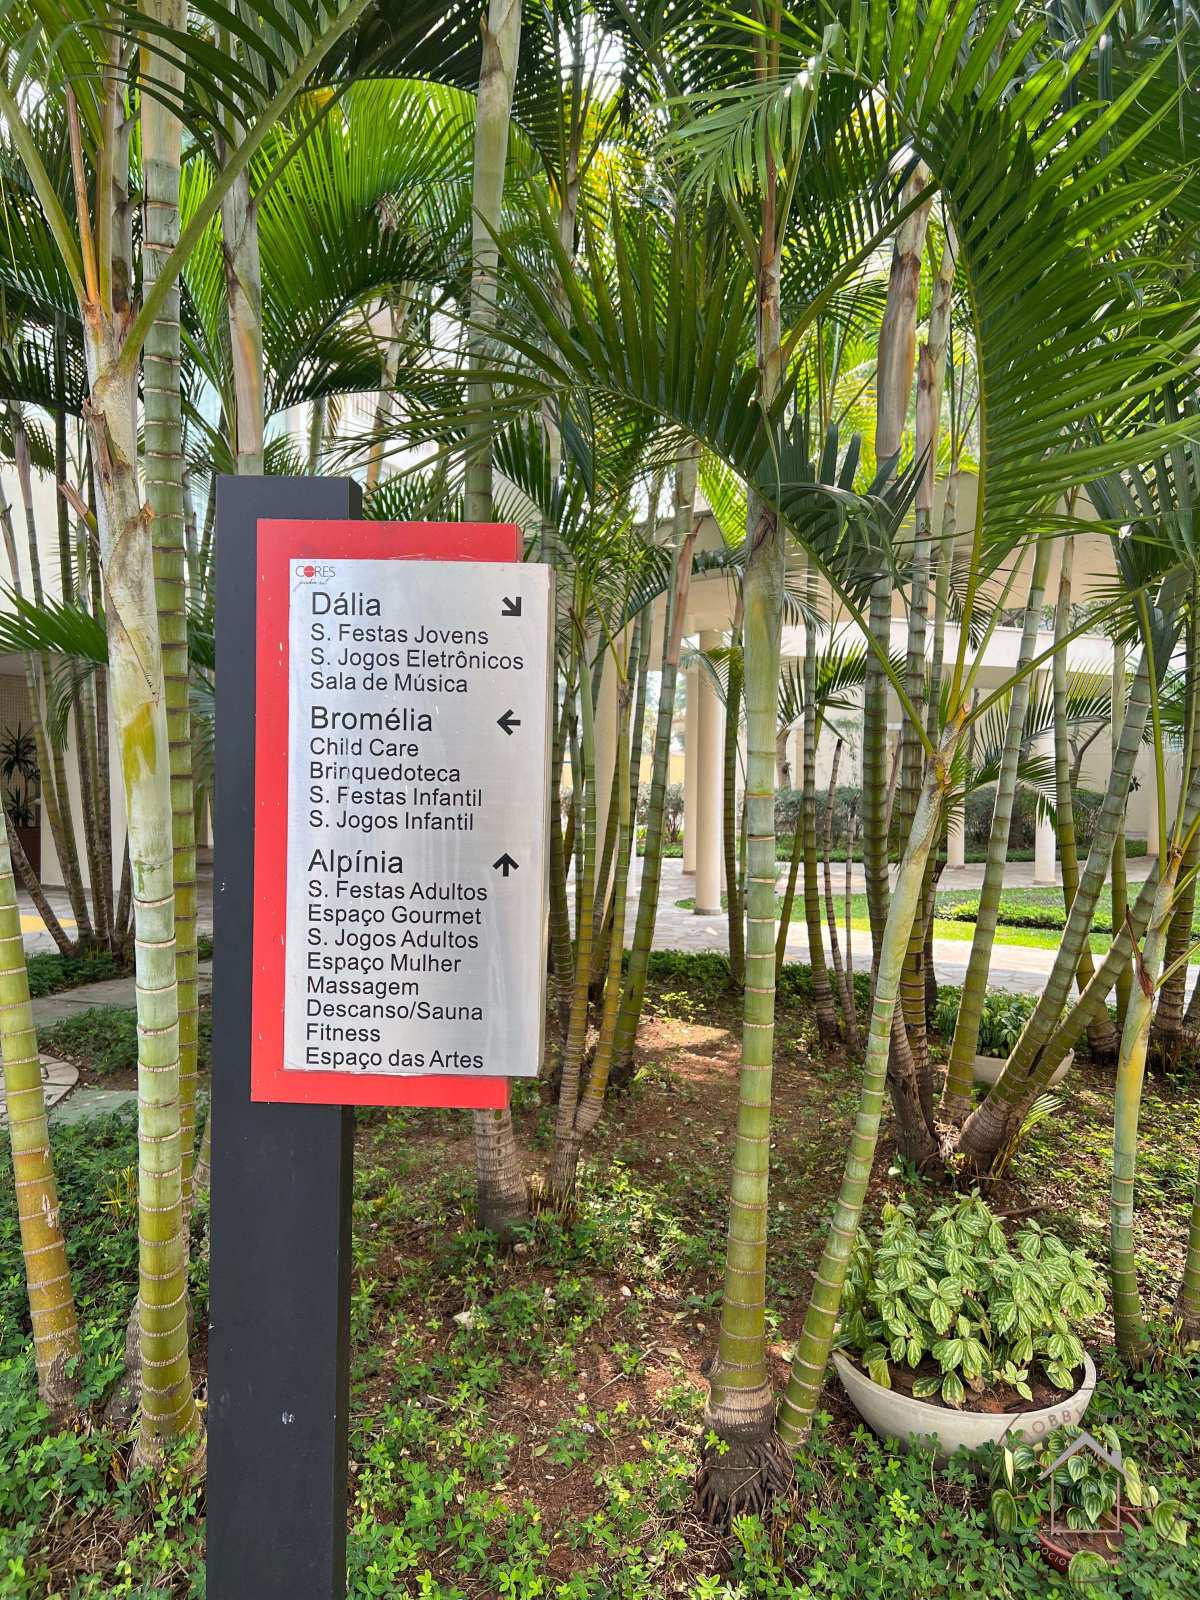 CORES
Dália
S. Festas Jovens
S. Jogos Eletrônicos
Sala de Música
Bromélia
Child Care
Brinquedoteca
S. Festas Infantil
S. Jogos Infantil
Alpínia
S. Festas Adultos
Espaço Gourmet
S. Jogos Adultos
Espaço Mulher
Massagem
Descanso/Sauna
Fitness
Espaço das Artes